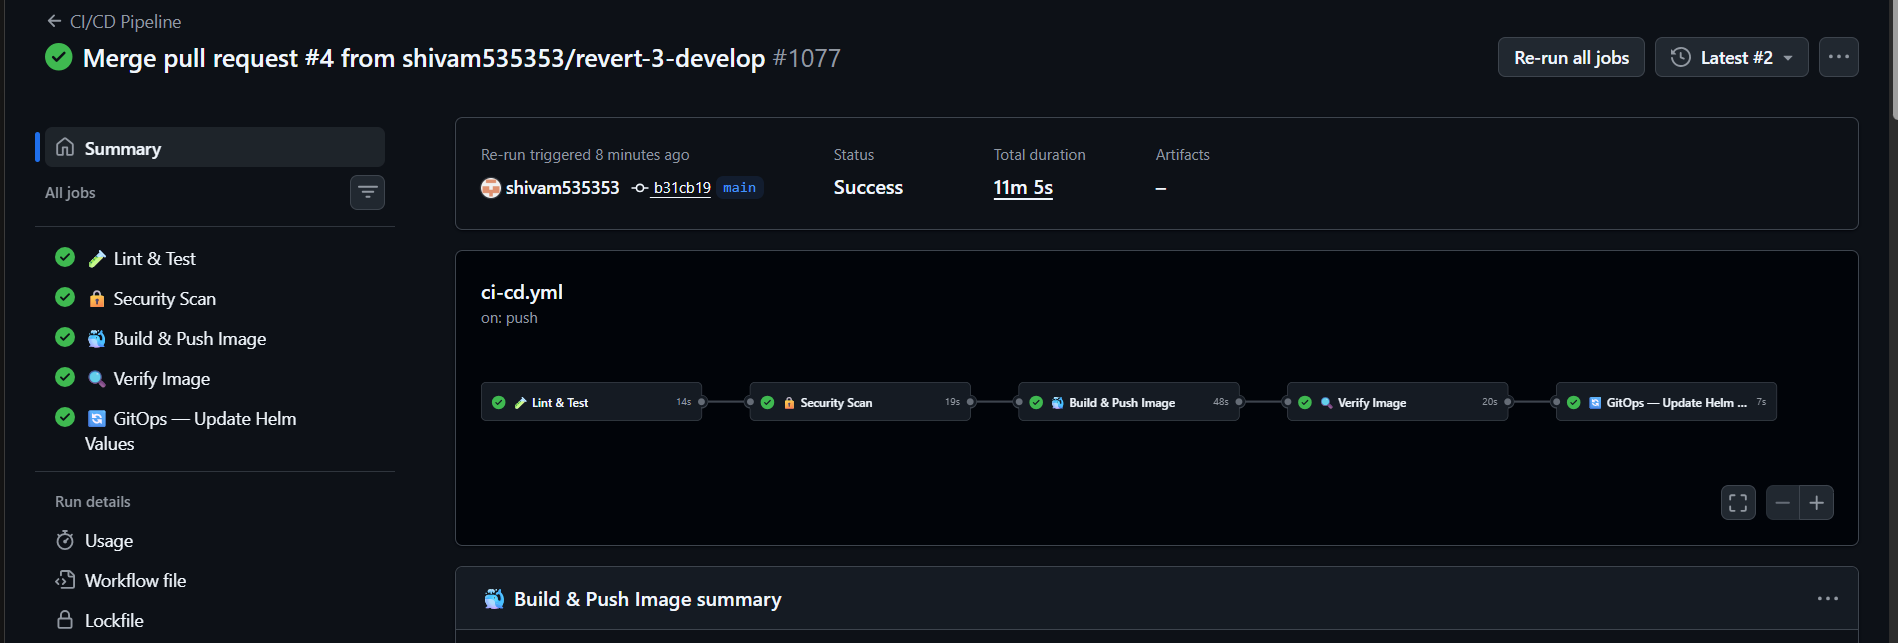 CI/CD Pipeline
Merge pull request #4 from shivam535353/revert-3-develop #1077
Re-run all jobs
Latest #2
Summary
All jobs
Lint & Test
Security Scan
Build & Push Image
Verify Image
GitOps — Update Helm
Values
Run details
Usage
Workflow file
Lockfile
Re-run triggered 8 minutes ago
shivam535353 b31cb19 main
Status
Success
Total duration
11m 5s
Artifacts
–
ci-cd.yml
on: push
Lint & Test 14s
Security Scan 19s
Build & Push Image 48s
Verify Image 20s
GitOps — Update Helm ... 7s
Build & Push Image summary